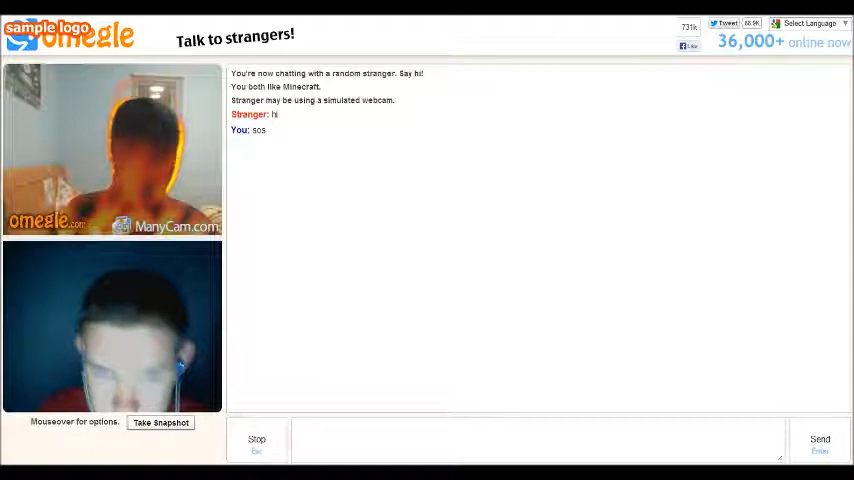 sample logo
omegle
Talk to strangers!
731k
Like
Tweet
Select Language
36,000+ online now
You're now chatting with a random stranger. Say hi!
You both like Minecraft.
Stranger may be using a simulated webcam.
Stranger: hi
You: sos
omegle.com
ManyCam.com
Mouseover for options.
Take Snapshot
Stop
Esc
Send
Enter